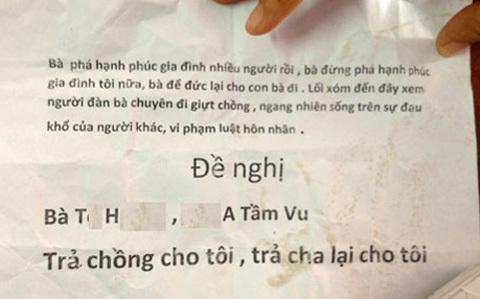 Bà phá hạnh phúc gia đình nhiều người rồi , bà đừng phá hạnh phúc
gia đình tôi nữa, bà để đức lại cho con bà đi . Lối xóm đến đây xem
người đàn bà chuyên đi giựt chồng , ngang nhiên sống trên sự đau
khổ của người khác, vi phạm luật hôn nhân .
Đề nghị
Bà T H , A Tầm Vu
Trả chồng cho tôi , trả cha lại cho tôi